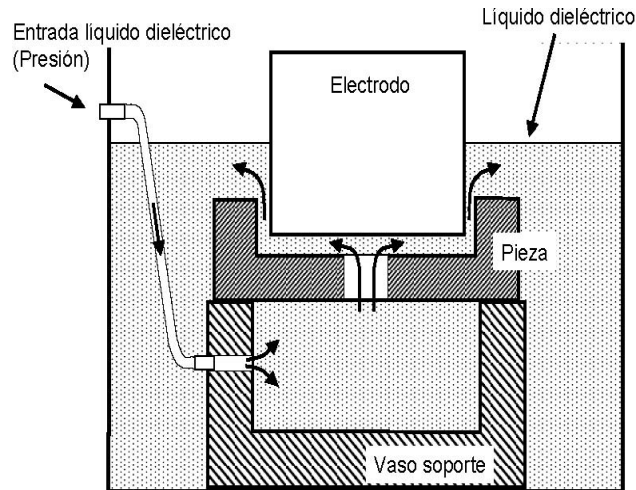 Entrada líquido dieléctrico
(Presión)
Líquido dieléctrico
Electrodo
Pieza
Vaso soporte